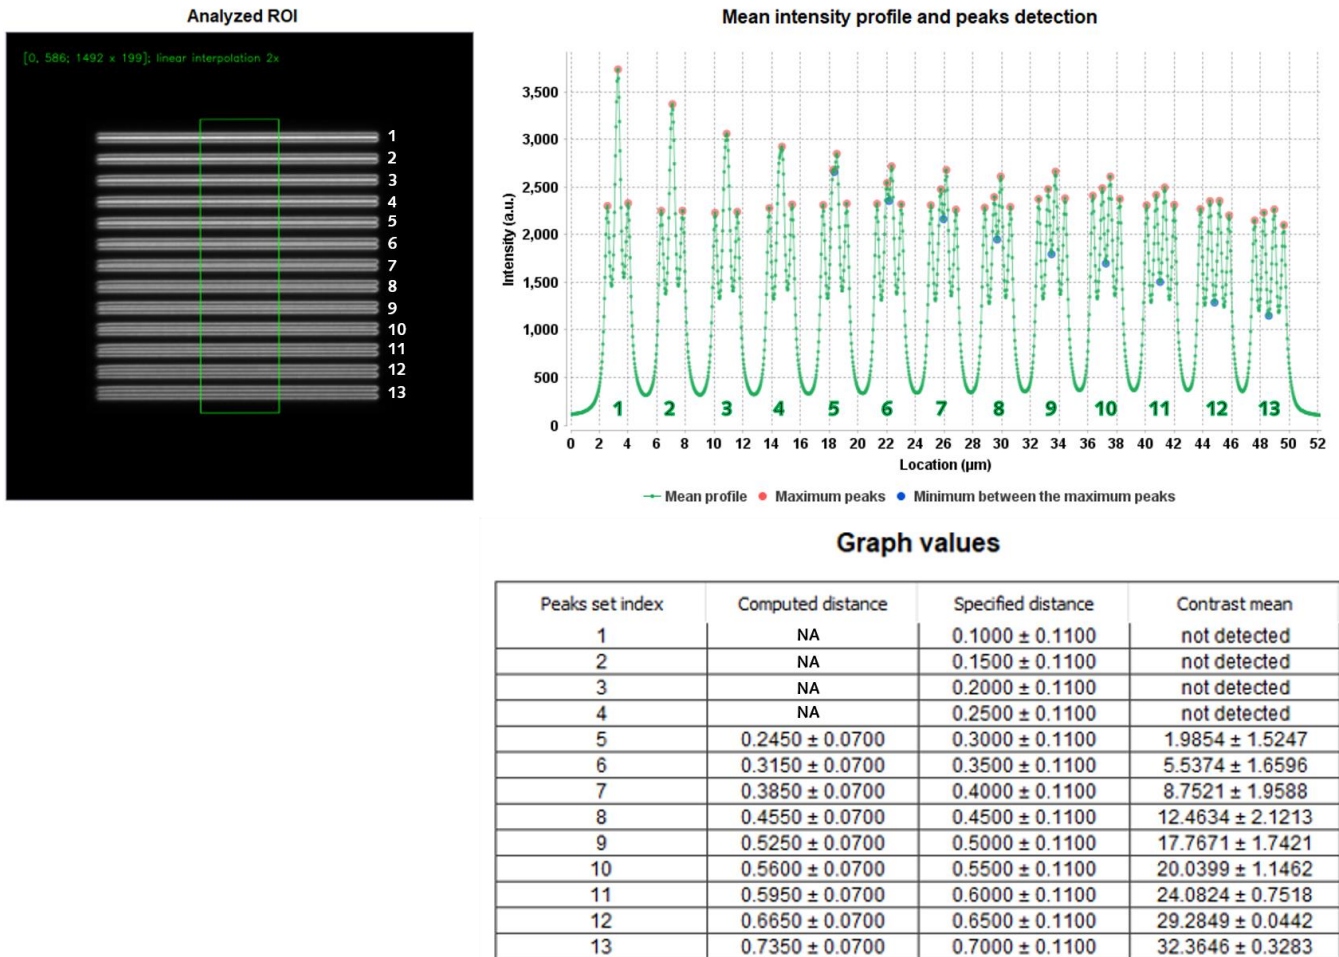 Analyzed ROI
[0, 586; 1492 x 199]; linear interpolation 2x
1
2
3
4
5
6
7
8
9
10
11
12
13
Mean intensity profile and peaks detection
Intensity (a.u.)
3,500
3,000
2,500
2,000
1,500
1,000
500
0
1 2 3 4 5 6 7 8 9 10 11 12 13
0 2 4 6 8 10 12 14 16 18 20 22 24 26 28 30 32 34 36 38 40 42 44 46 48 50 52
Location (µm)
Mean profile Maximum peaks Minimum between the maximum peaks
Graph values
Peaks set index Computed distance Specified distance Contrast mean
1 NA 0.1000 ± 0.1100 not detected
2 NA 0.1500 ± 0.1100 not detected
3 NA 0.2000 ± 0.1100 not detected
4 NA 0.2500 ± 0.1100 not detected
5 0.2450 ± 0.0700 0.3000 ± 0.1100 1.9854 ± 1.5247
6 0.3150 ± 0.0700 0.3500 ± 0.1100 5.5374 ± 1.6596
7 0.3850 ± 0.0700 0.4000 ± 0.1100 8.7521 ± 1.9588
8 0.4550 ± 0.0700 0.4500 ± 0.1100 12.4634 ± 2.1213
9 0.5250 ± 0.0700 0.5000 ± 0.1100 17.7671 ± 1.7421
10 0.5600 ± 0.0700 0.5500 ± 0.1100 20.0399 ± 1.1462
11 0.5950 ± 0.0700 0.6000 ± 0.1100 24.0824 ± 0.7518
12 0.6650 ± 0.0700 0.6500 ± 0.1100 29.2849 ± 0.0442
13 0.7350 ± 0.0700 0.7000 ± 0.1100 32.3646 ± 0.3283